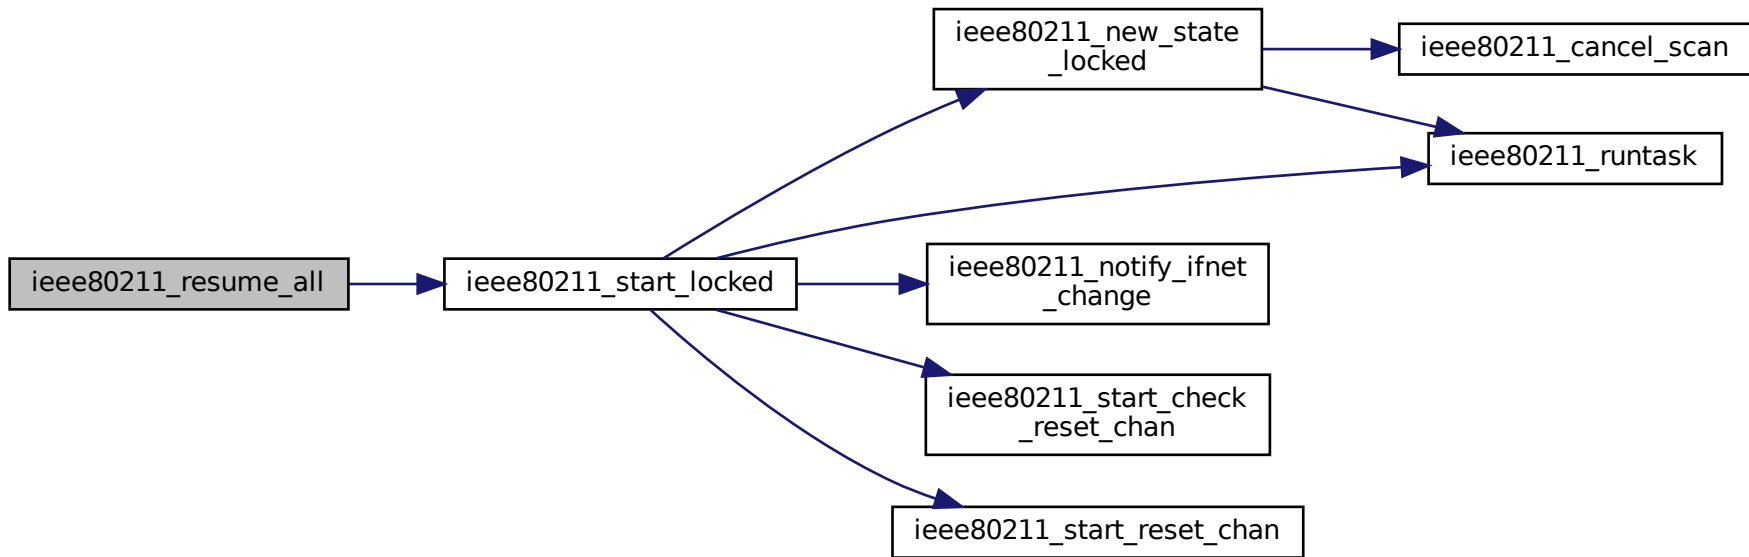 ieee80211_resume_all
ieee80211_start_locked
ieee80211_new_state
_locked
ieee80211_cancel_scan
ieee80211_runtask
ieee80211_notify_ifnet
_change
ieee80211_start_check
_reset_chan
ieee80211_start_reset_chan